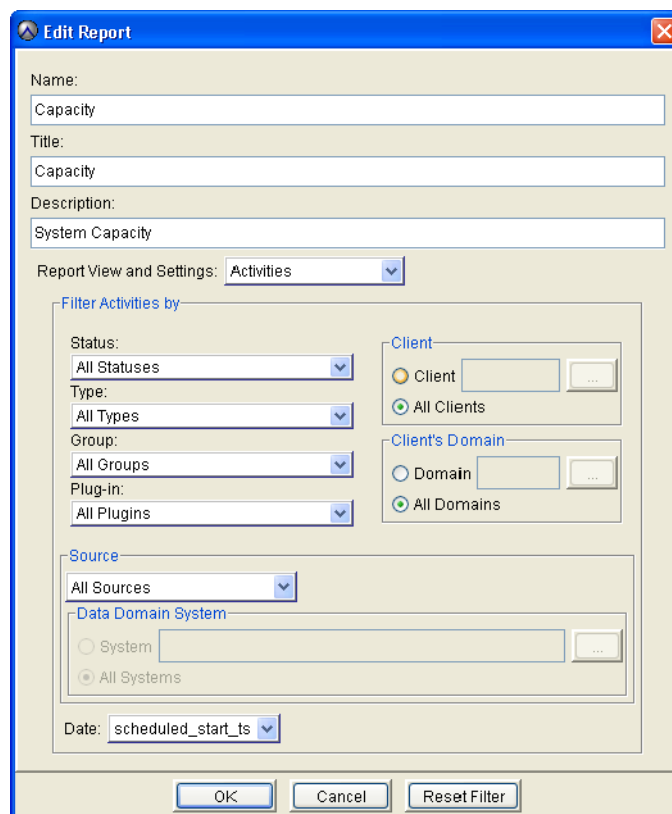 Edit Report
Name:
Capacity
Title:
Capacity
Description:
System Capacity
Report View and Settings: Activities
Filter Activities by
Status:
All Statuses
Type:
All Types
Group:
All Groups
Plug-in:
All Plugins
Client
Client ...
All Clients
Client's Domain
Domain ...
All Domains
Source
All Sources
Data Domain System
System ...
All Systems
Date: scheduled_start_ts
OK Cancel Reset Filter